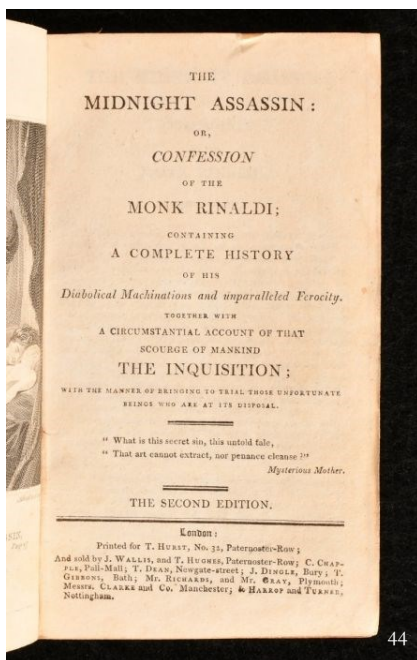 THE
MIDNIGHT ASSASSIN:
OR,
CONFESSION
OF THE
MONK RINALDI;
CONTAINING
A COMPLETE HISTORY
OF HIS
Diabolical Machinations and unparalleled Ferocity.
TOGETHER WITH
A CIRCUMSTANTIAL ACCOUNT OF THAT
SCOURGE OF MANKIND
THE INQUISITION;
WITH THE MANNER OF BRINGING TO TRIAL THOSE UNFORTUNATE
BEINGS WHO ARE AT ITS DISPOSAL.
“ What is this secret sin, this untold tale,
“ That art cannot extract, nor penance cleanse?”
Mysterious Mother.
THE SECOND EDITION.
London:
Printed for T. HURST, No. 32, Paternoster-Row;
And sold by J. WALLIS, and T. HUGHES, Paternoster-Row; C. CHAP-
PLE, Pall-Mall; T. DEAN, Newgate-street; J. DINGLE, Bury; T.
GIBBONS, Bath; Mr. RICHARDS, and Mr. GRAY, Plymouth;
Messrs. CLARKE and Co. Manchester; & HARROP and TURNER,
Nottingham.
44